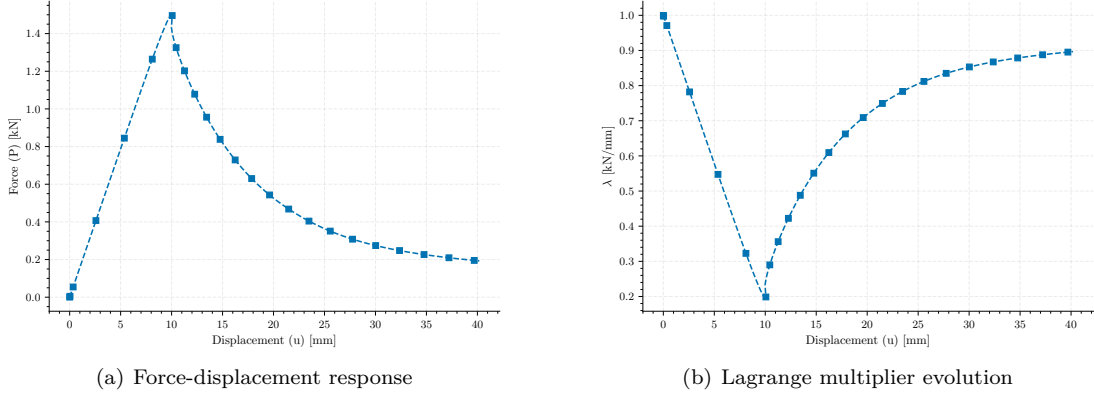 1.4
1.2
1.0
0.8
0.6
0.4
0.2
0.0
Force (P) [kN]
0 5 10 15 20 25 30 35 40
Displacement (u) [mm]
(a) Force-displacement response
1.0
0.9
0.8
0.7
0.6
0.5
0.4
0.3
0.2
λ [kN/mm]
0 5 10 15 20 25 30 35 40
Displacement (u) [mm]
(b) Lagrange multiplier evolution